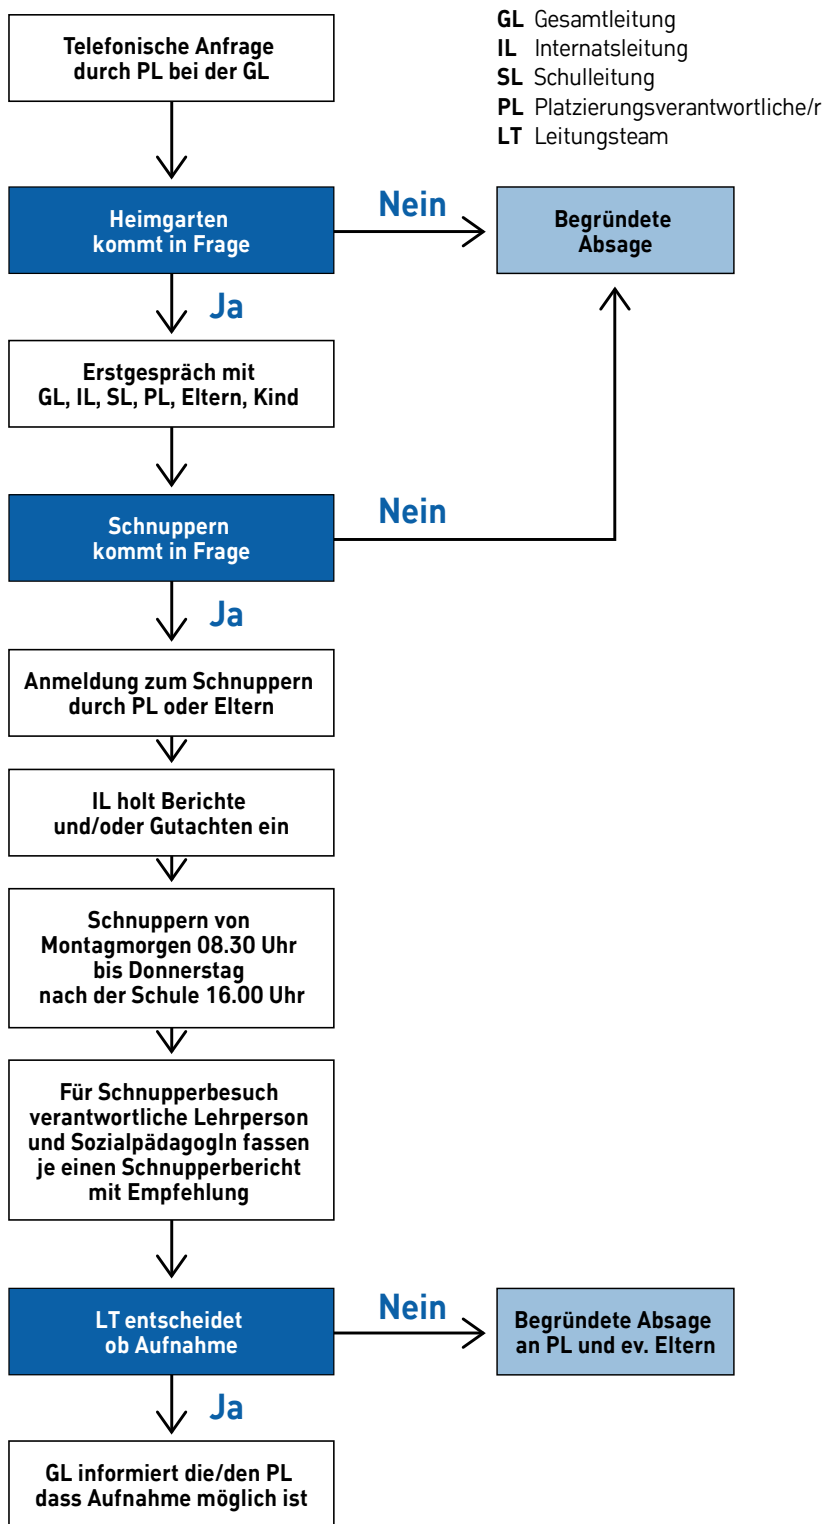 Telefonische Anfrage
durch PL bei der GL
GL Gesamtleitung
IL Internatsleitung
SL Schulleitung
PL Platzierungsverantwortliche/r
LT Leitungsteam
Heimgarten
kommt in Frage
Nein
Begründete
Absage
Ja
Erstgespräch mit
GL, IL, SL, PL, Eltern, Kind
Schnuppern
kommt in Frage
Nein
Ja
Anmeldung zum Schnuppern
durch PL oder Eltern
IL holt Berichte
und/oder Gutachten ein
Schnuppern von
Montagmorgen 08.30 Uhr
bis Donnerstag
nach der Schule 16.00 Uhr
Für Schnupperbesuch
verantwortliche Lehrperson
und SozialpädagogIn fassen
je einen Schnupperbericht
mit Empfehlung
LT entscheidet
ob Aufnahme
Nein
Begründete Absage
an PL und ev. Eltern
Ja
GL informiert die/den PL
dass Aufnahme möglich ist